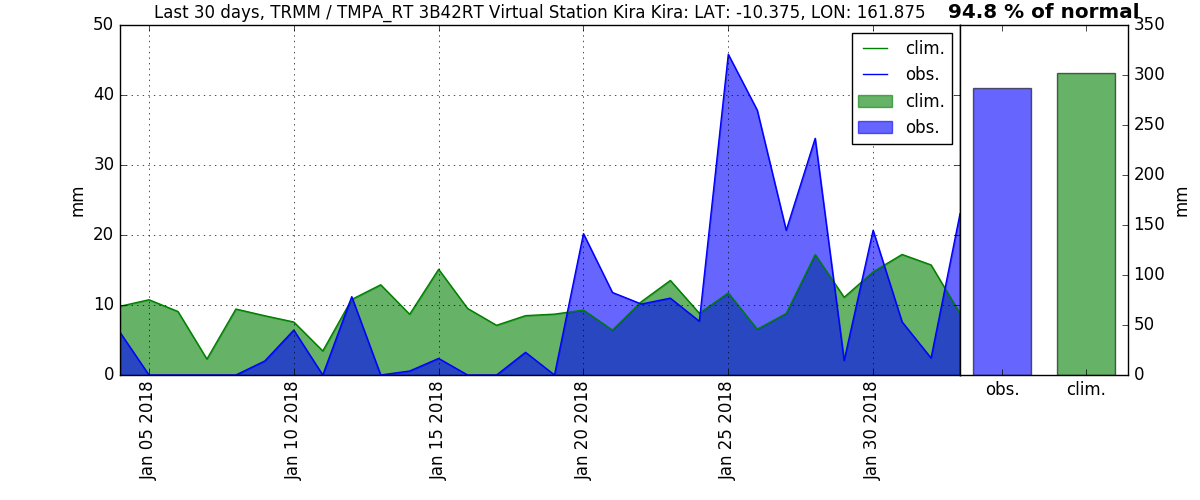 Last 30 days, TRMM / TMPA_RT 3B42RT Virtual Station Kira Kira: LAT: -10.375, LON: 161.875
94.8 % of normal
50
40
30
20
10
0
mm
clim.
obs.
clim.
obs.
350
300
250
200
150
100
50
0
mm
Jan 05 2018
Jan 10 2018
Jan 15 2018
Jan 20 2018
Jan 25 2018
Jan 30 2018
obs.
clim.